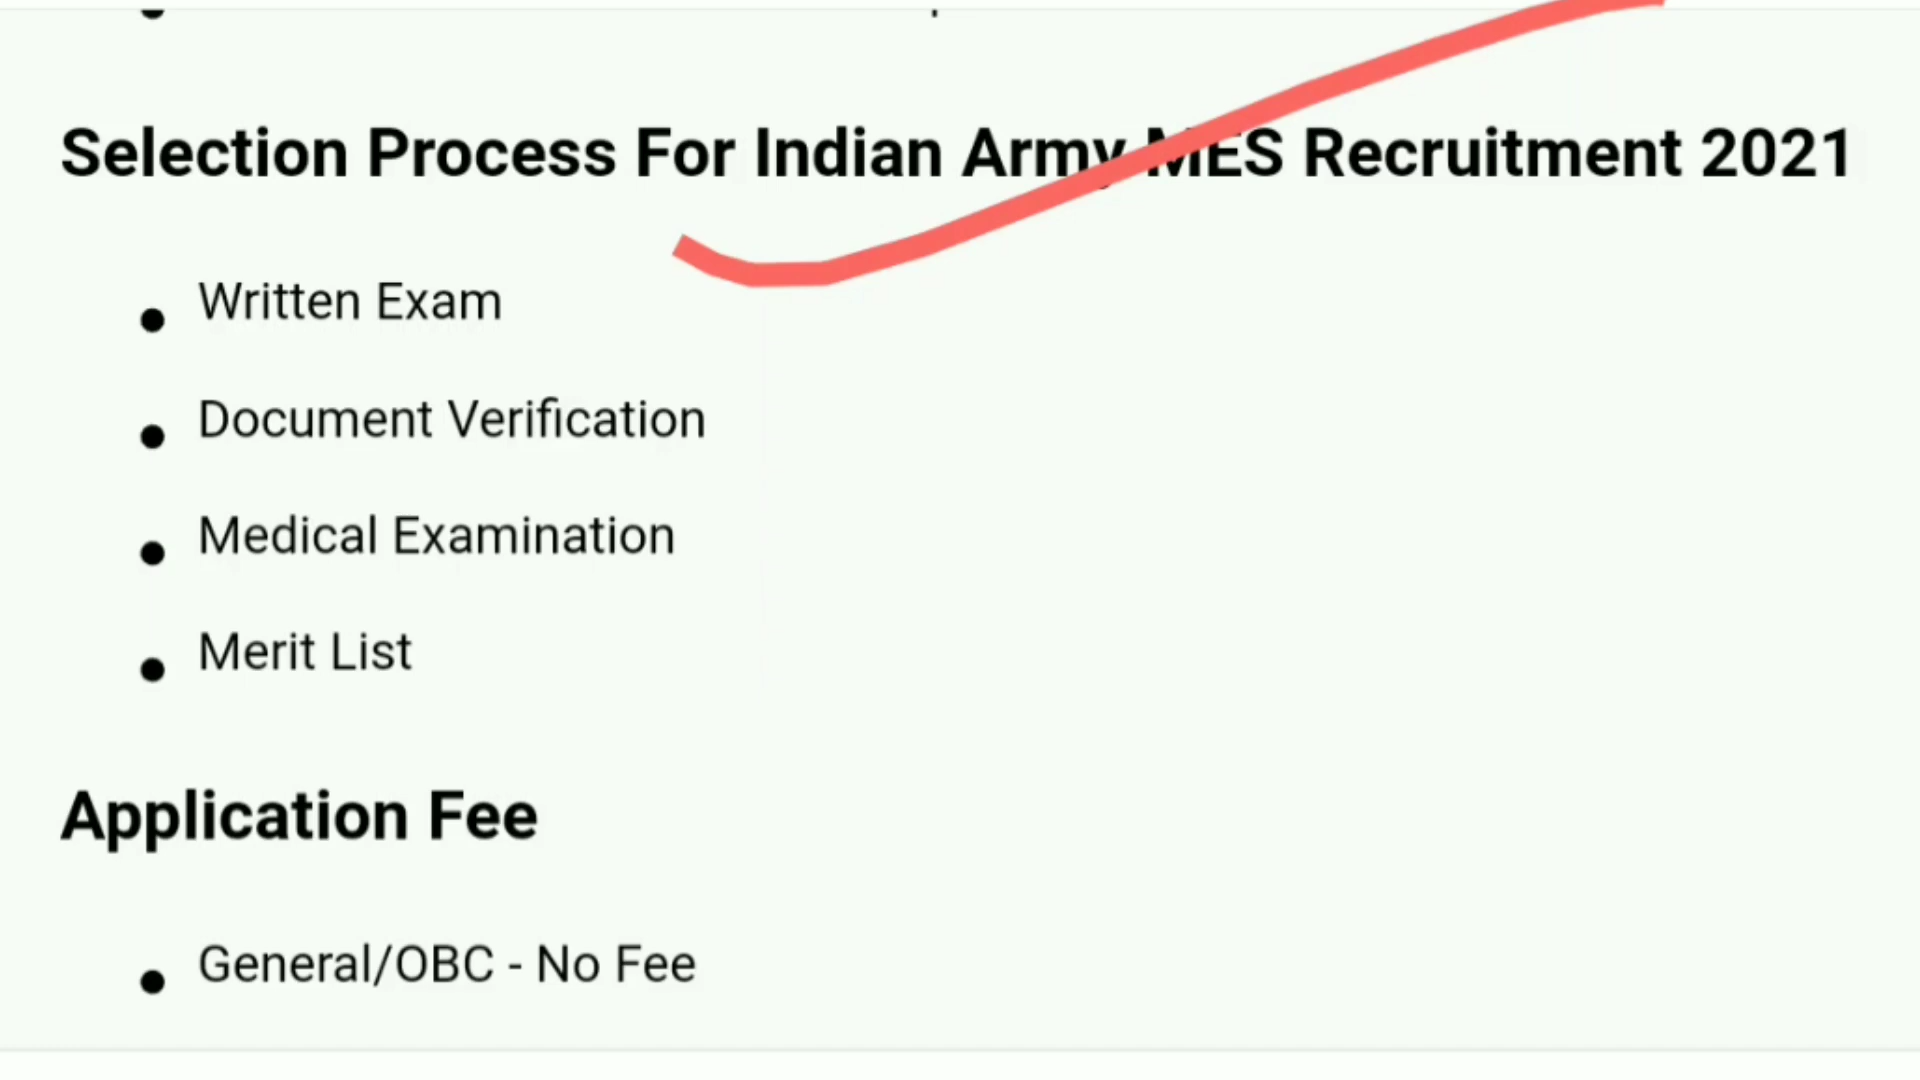 Selection Process For Indian Army MES Recruitment 2021
Written Exam
Document Verification
Medical Examination
Merit List
Application Fee
General/OBC - No Fee